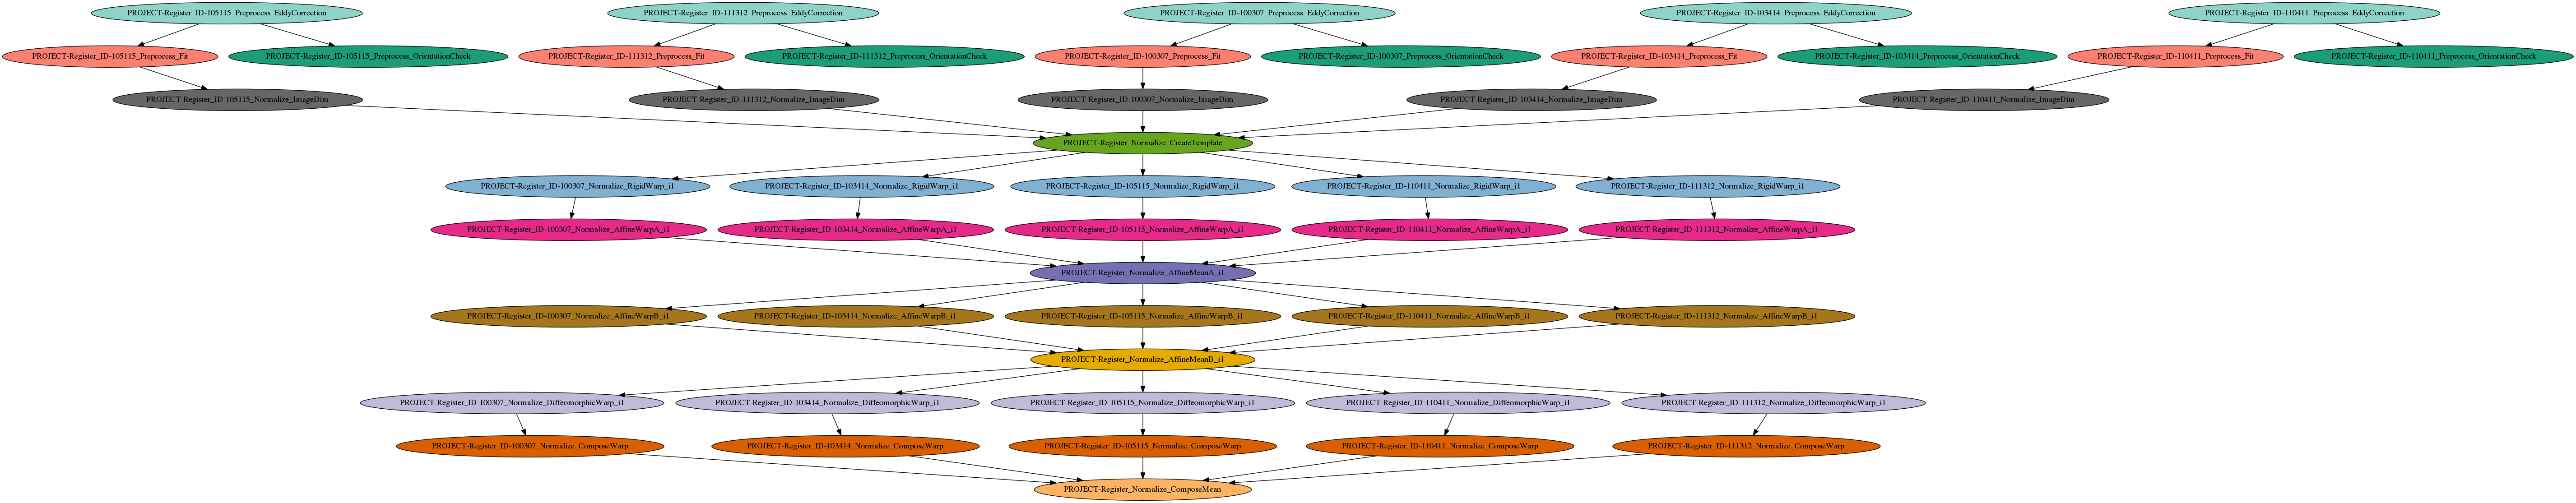 PROJECT-Register_ID-105115_Preprocess_EddyCorrection
PROJECT-Register_ID-111312_Preprocess_EddyCorrection
PROJECT-Register_ID-100307_Preprocess_EddyCorrection
PROJECT-Register_ID-103414_Preprocess_EddyCorrection
PROJECT-Register_ID-110411_Preprocess_EddyCorrection
PROJECT-Register_ID-105115_Preprocess_Fit
PROJECT-Register_ID-105115_Preprocess_OrientationCheck
PROJECT-Register_ID-111312_Preprocess_Fit
PROJECT-Register_ID-111312_Preprocess_OrientationCheck
PROJECT-Register_ID-100307_Preprocess_Fit
PROJECT-Register_ID-100307_Preprocess_OrientationCheck
PROJECT-Register_ID-103414_Preprocess_Fit
PROJECT-Register_ID-103414_Preprocess_OrientationCheck
PROJECT-Register_ID-110411_Preprocess_Fit
PROJECT-Register_ID-110411_Preprocess_OrientationCheck
PROJECT-Register_ID-105115_Normalize_ImageDim
PROJECT-Register_ID-111312_Normalize_ImageDim
PROJECT-Register_ID-100307_Normalize_ImageDim
PROJECT-Register_ID-103414_Normalize_ImageDim
PROJECT-Register_ID-110411_Normalize_ImageDim
PROJECT-Register_Normalize_CreateTemplate
PROJECT-Register_ID-100307_Normalize_RigidWarp_i1
PROJECT-Register_ID-103414_Normalize_RigidWarp_i1
PROJECT-Register_ID-105115_Normalize_RigidWarp_i1
PROJECT-Register_ID-110411_Normalize_RigidWarp_i1
PROJECT-Register_ID-111312_Normalize_RigidWarp_i1
PROJECT-Register_ID-100307_Normalize_AffineWarpA_i1
PROJECT-Register_ID-103414_Normalize_AffineWarpA_i1
PROJECT-Register_ID-105115_Normalize_AffineWarpA_i1
PROJECT-Register_ID-110411_Normalize_AffineWarpA_i1
PROJECT-Register_ID-111312_Normalize_AffineWarpA_i1
PROJECT-Register_Normalize_AffineMeanA_i1
PROJECT-Register_ID-100307_Normalize_AffineWarpB_i1
PROJECT-Register_ID-103414_Normalize_AffineWarpB_i1
PROJECT-Register_ID-105115_Normalize_AffineWarpB_i1
PROJECT-Register_ID-110411_Normalize_AffineWarpB_i1
PROJECT-Register_ID-111312_Normalize_AffineWarpB_i1
PROJECT-Register_Normalize_AffineMeanB_i1
PROJECT-Register_ID-100307_Normalize_DiffeomorphicWarp_i1
PROJECT-Register_ID-103414_Normalize_DiffeomorphicWarp_i1
PROJECT-Register_ID-105115_Normalize_DiffeomorphicWarp_i1
PROJECT-Register_ID-110411_Normalize_DiffeomorphicWarp_i1
PROJECT-Register_ID-111312_Normalize_DiffeomorphicWarp_i1
PROJECT-Register_ID-100307_Normalize_ComposeWarp
PROJECT-Register_ID-103414_Normalize_ComposeWarp
PROJECT-Register_ID-105115_Normalize_ComposeWarp
PROJECT-Register_ID-110411_Normalize_ComposeWarp
PROJECT-Register_ID-111312_Normalize_ComposeWarp
PROJECT-Register_Normalize_ComposeMean